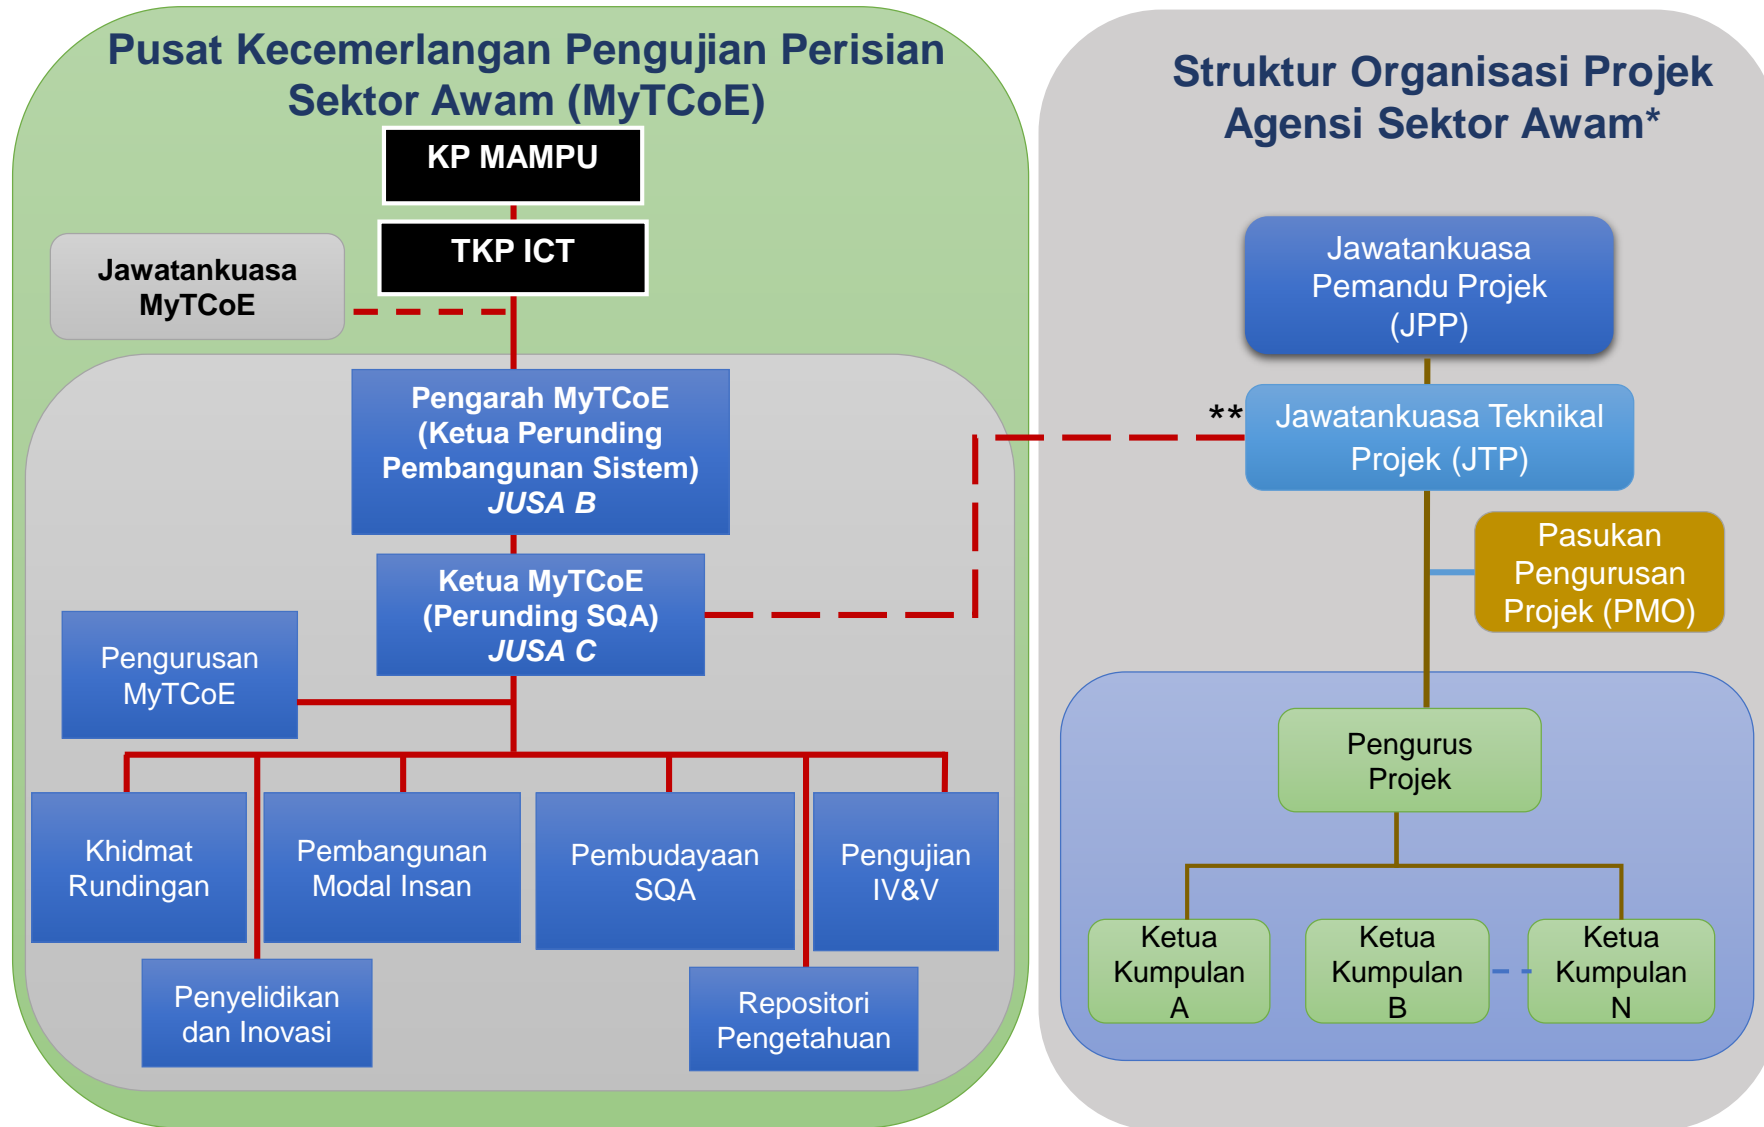 Pusat Kecemerlangan Pengujian Perisian
Sektor Awam (MyTCoE)
KP MAMPU
TKP ICT
Jawatankuasa
MyTCoE
Pengarah MyTCoE
(Ketua Perunding
Pembangunan Sistem)
JUSA B
Ketua MyTCoE
(Perunding SQA)
JUSA C
Pengurusan
MyTCoE
Khidmat
Rundingan
Pembangunan
Modal Insan
Pembudayaan
SQA
Pengujian
IV&V
Penyelidikan
dan Inovasi
Repositori
Pengetahuan
Struktur Organisasi Projek
Agensi Sektor Awam*
Jawatankuasa
Pemandu Projek
(JPP)
**
Jawatankuasa Teknikal
Projek (JTP)
Pasukan
Pengurusan
Projek (PMO)
Pengurus
Projek
Ketua
Kumpulan
A
Ketua
Kumpulan
B
Ketua
Kumpulan
N